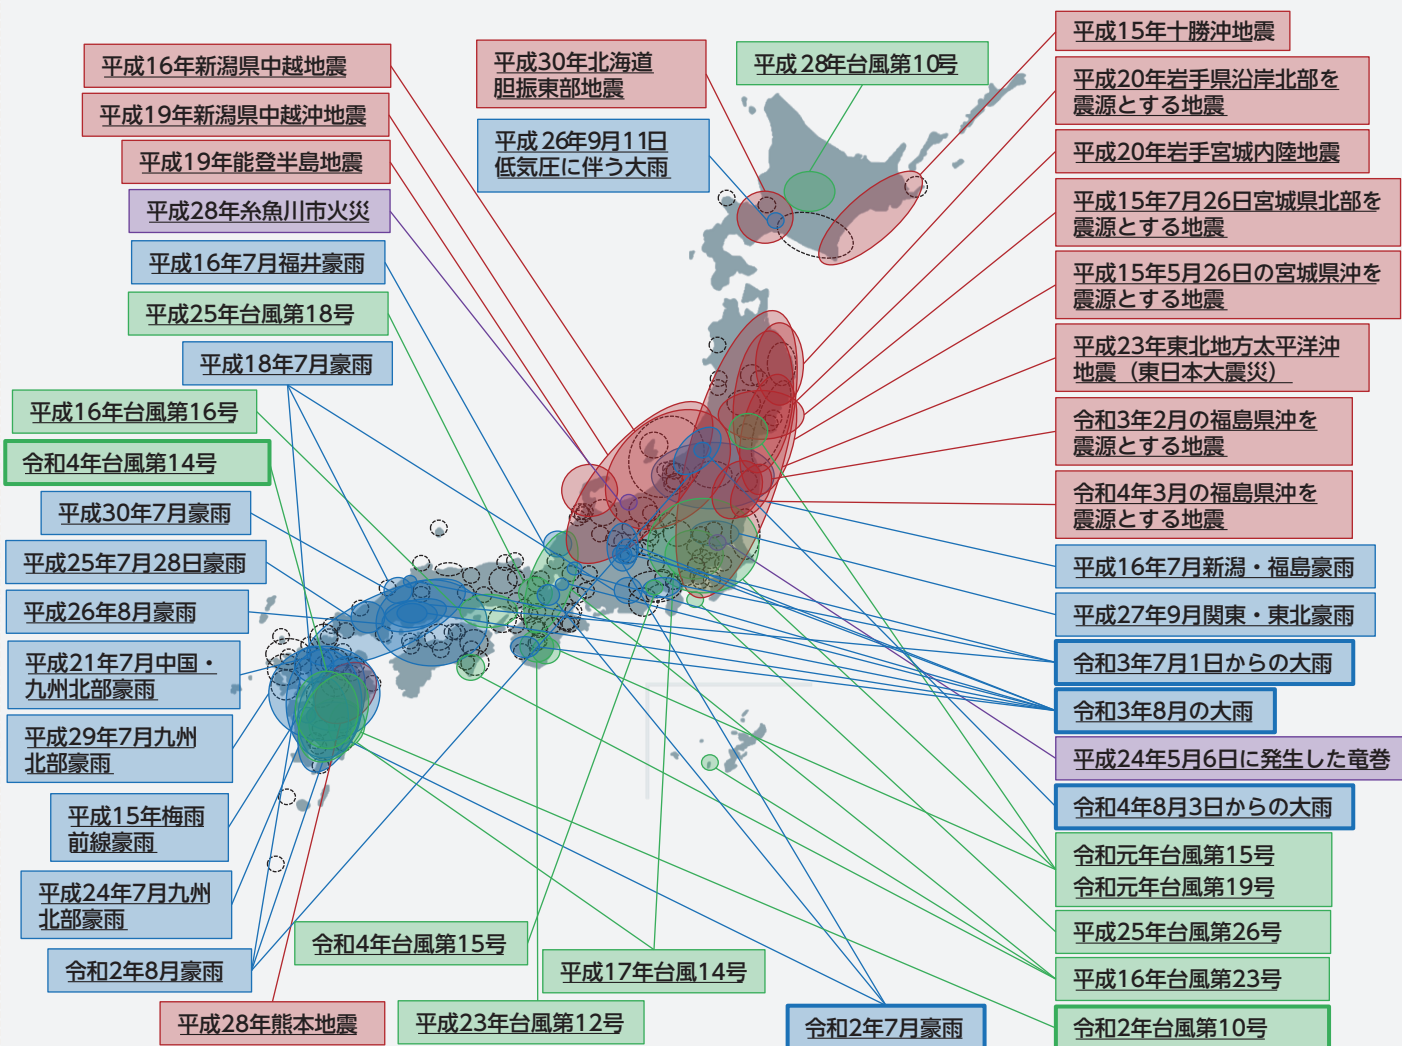 平成16年新潟県中越地震
平成19年新潟県中越沖地震
平成19年能登半島地震
平成28年糸魚川市火災
平成16年7月福井豪雨
平成25年台風第18号
平成18年7月豪雨
平成16年台風第16号
令和4年台風第14号
平成30年7月豪雨
平成25年7月28日豪雨
平成26年8月豪雨
平成21年7月中国・
九州北部豪雨
平成29年7月九州
北部豪雨
平成15年梅雨
前線豪雨
平成24年7月九州
北部豪雨
令和2年8月豪雨
平成28年熊本地震
平成30年北海道
胆振東部地震
平成26年9月11日
低気圧に伴う大雨
平成28年台風第10号
令和4年台風第15号
平成23年台風第12号
平成17年台風14号
令和2年7月豪雨
平成15年十勝沖地震
平成20年岩手県沿岸北部を
震源とする地震
平成20年岩手宮城内陸地震
平成15年7月26日宮城県北部を
震源とする地震
平成15年5月26日の宮城県沖を
震源とする地震
平成23年東北地方太平洋沖
地震（東日本大震災）
令和3年2月の福島県沖を
震源とする地震
令和4年3月の福島県沖を
震源とする地震
平成16年7月新潟・福島豪雨
平成27年9月関東・東北豪雨
令和3年7月1日からの大雨
令和3年8月の大雨
平成24年5月6日に発生した竜巻
令和4年8月3日からの大雨
令和元年台風第15号
令和元年台風第19号
平成25年台風第26号
平成16年台風第23号
令和2年台風第10号